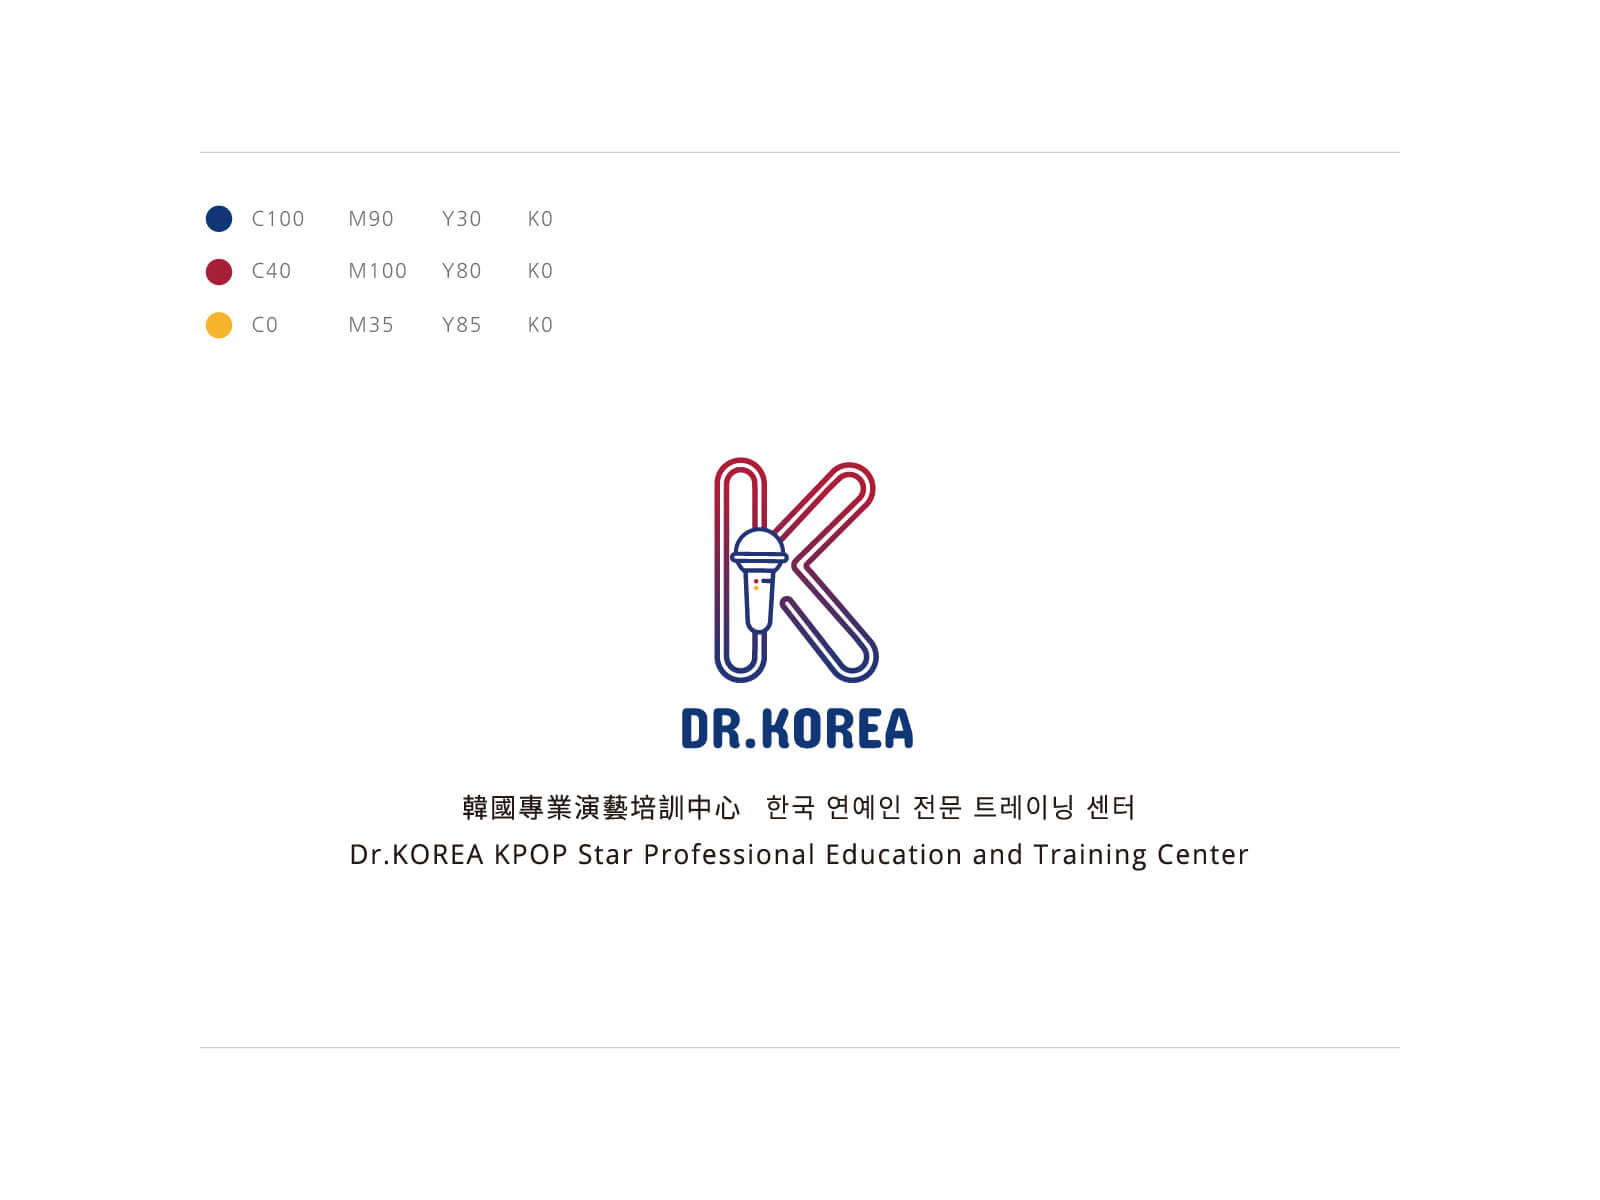 C100 M90 Y30 K0
C40 M100 Y80 K0
C0 M35 Y85 K0
K
DR.KOREA
韓國專業演藝培訓中心 한국 연예인 전문 트레이닝 센터
Dr.KOREA KPOP Star Professional Education and Training Center